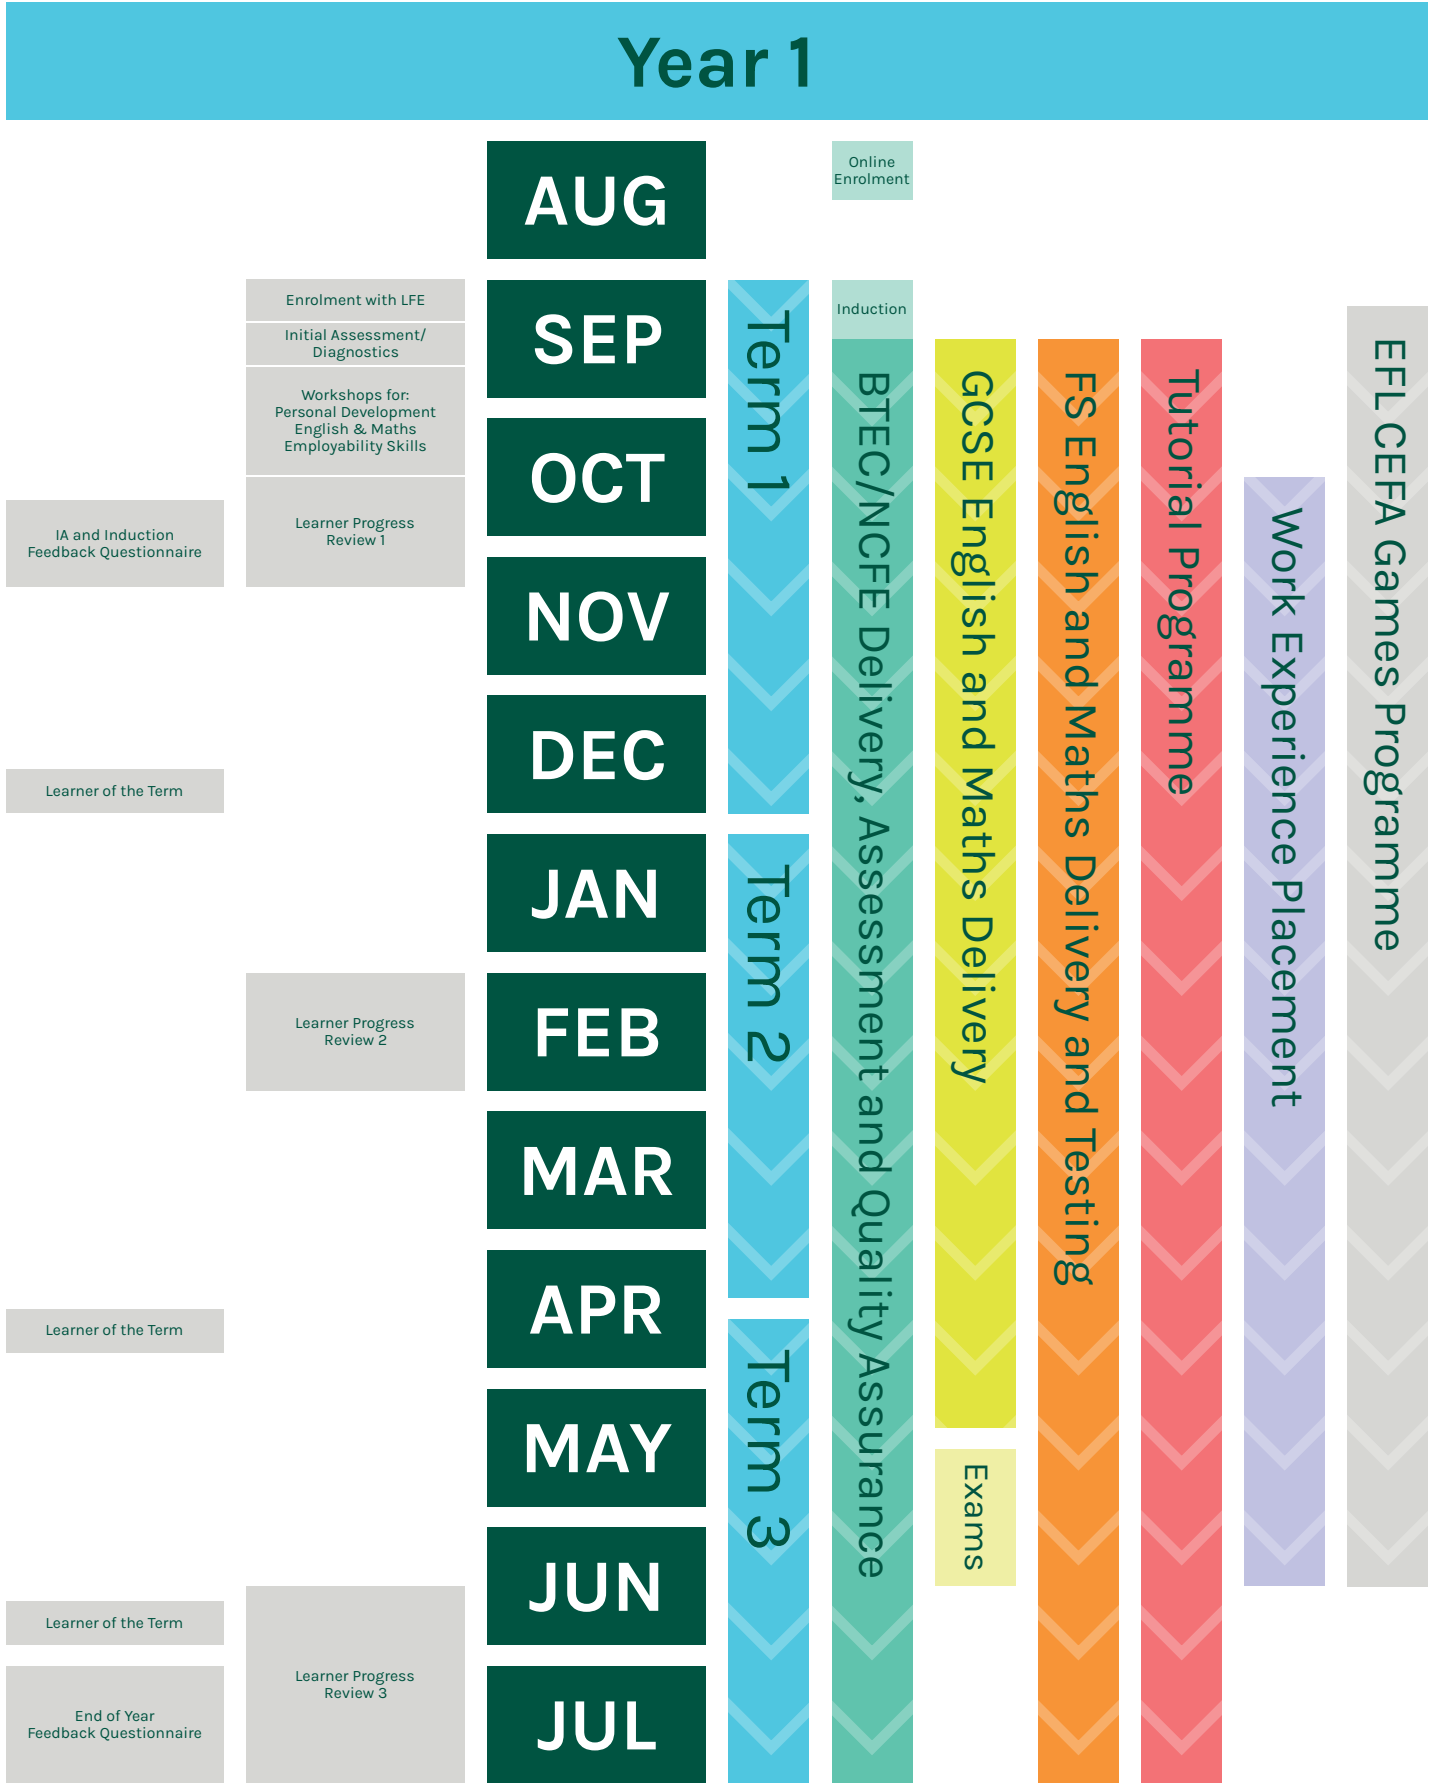 Year 1
AUG
Online
Enrolment
Enrolment with LFE
Initial Assessment/
Diagnostics
Workshops for:
Personal Development
English & Maths
Employability Skills
SEP
Term 1
Induction
BTEC/NCFE Delivery, Assessment and Quality Assurance
GCSE English and Maths Delivery
FS English and Maths Delivery and Testing
Tutorial Programme
Work Experience Placement
EFL CEFA Games Programme
OCT
IA and Induction
Feedback Questionnaire
Learner Progress
Review 1
NOV
DEC
Learner of the Term
JAN
Term 2
FEB
Learner Progress
Review 2
MAR
APR
Learner of the Term
Term 3
MAY
Exams
JUN
Learner of the Term
Learner Progress
Review 3
JUL
End of Year
Feedback Questionnaire